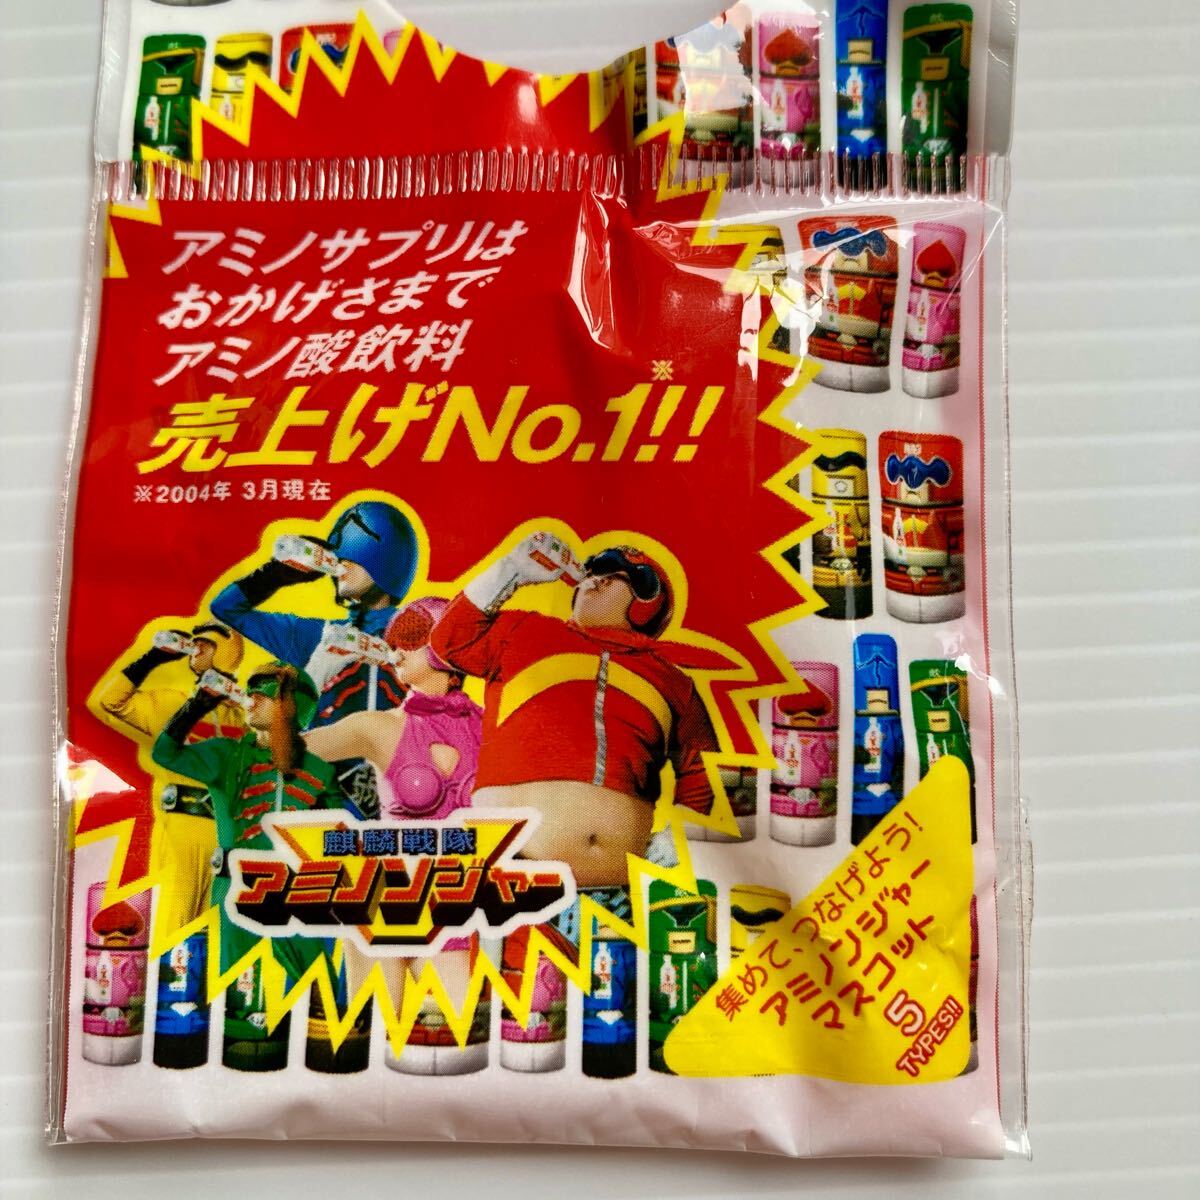 アミノサプリは
おかげさまで
アミノ酸飲料
売上げNo.1!!※
※2004年 3月現在
麒麟戦隊
アミノンジャー
集めて、つなげよう!
アミノンジャー
マスコット
5
TYPES!!